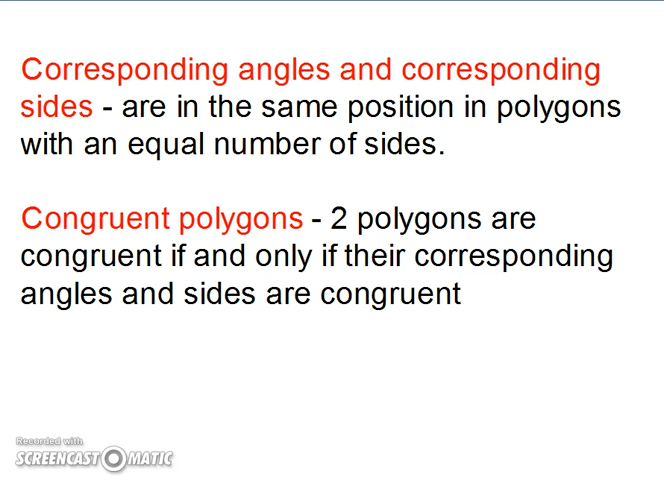 Corresponding angles and corresponding
sides - are in the same position in polygons
with an equal number of sides.
Congruent polygons - 2 polygons are
congruent if and only if their corresponding
angles and sides are congruent
Recorded with
SCREENCAST MATIC